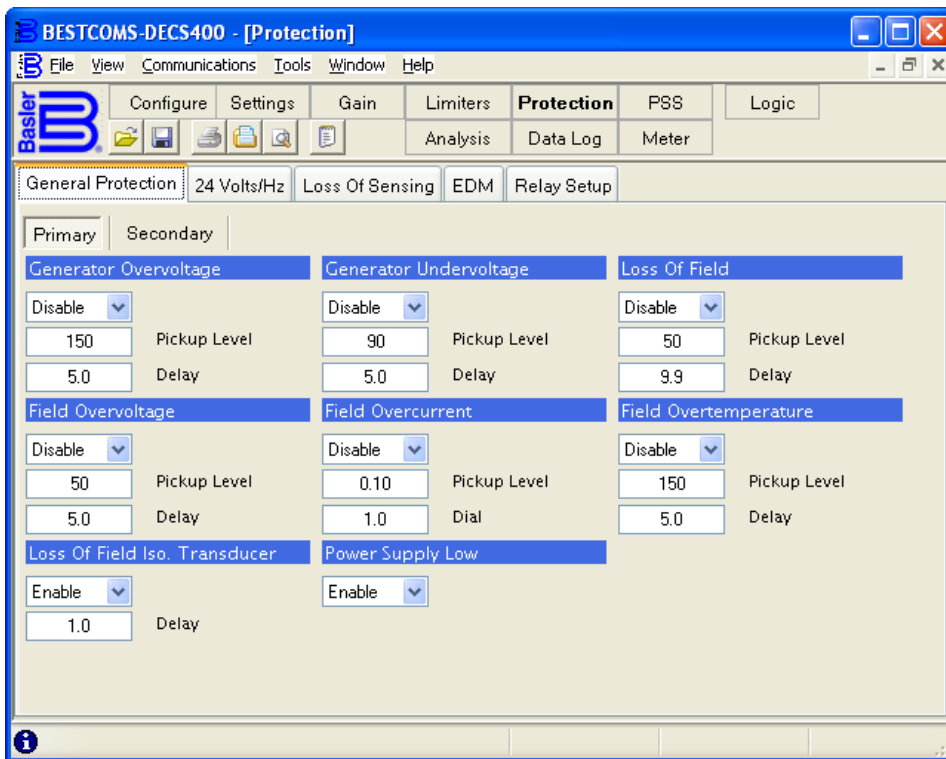 BESTCOMS-DECS400 - [Protection]
File View Communications Tools Window Help
Basler
Configure Settings Gain Limiters Protection PSS Logic
Analysis Data Log Meter
General Protection 24 Volts/Hz Loss Of Sensing EDM Relay Setup
Primary Secondary
Generator Overvoltage Generator Undervoltage Loss Of Field
Disable Disable Disable
150 Pickup Level 90 Pickup Level 50 Pickup Level
5.0 Delay 5.0 Delay 9.9 Delay
Field Overvoltage Field Overcurrent Field Overtemperature
Disable Disable Disable
50 Pickup Level 0.10 Pickup Level 150 Pickup Level
5.0 Delay 1.0 Dial 5.0 Delay
Loss Of Field Iso. Transducer Power Supply Low
Enable Enable
1.0 Delay